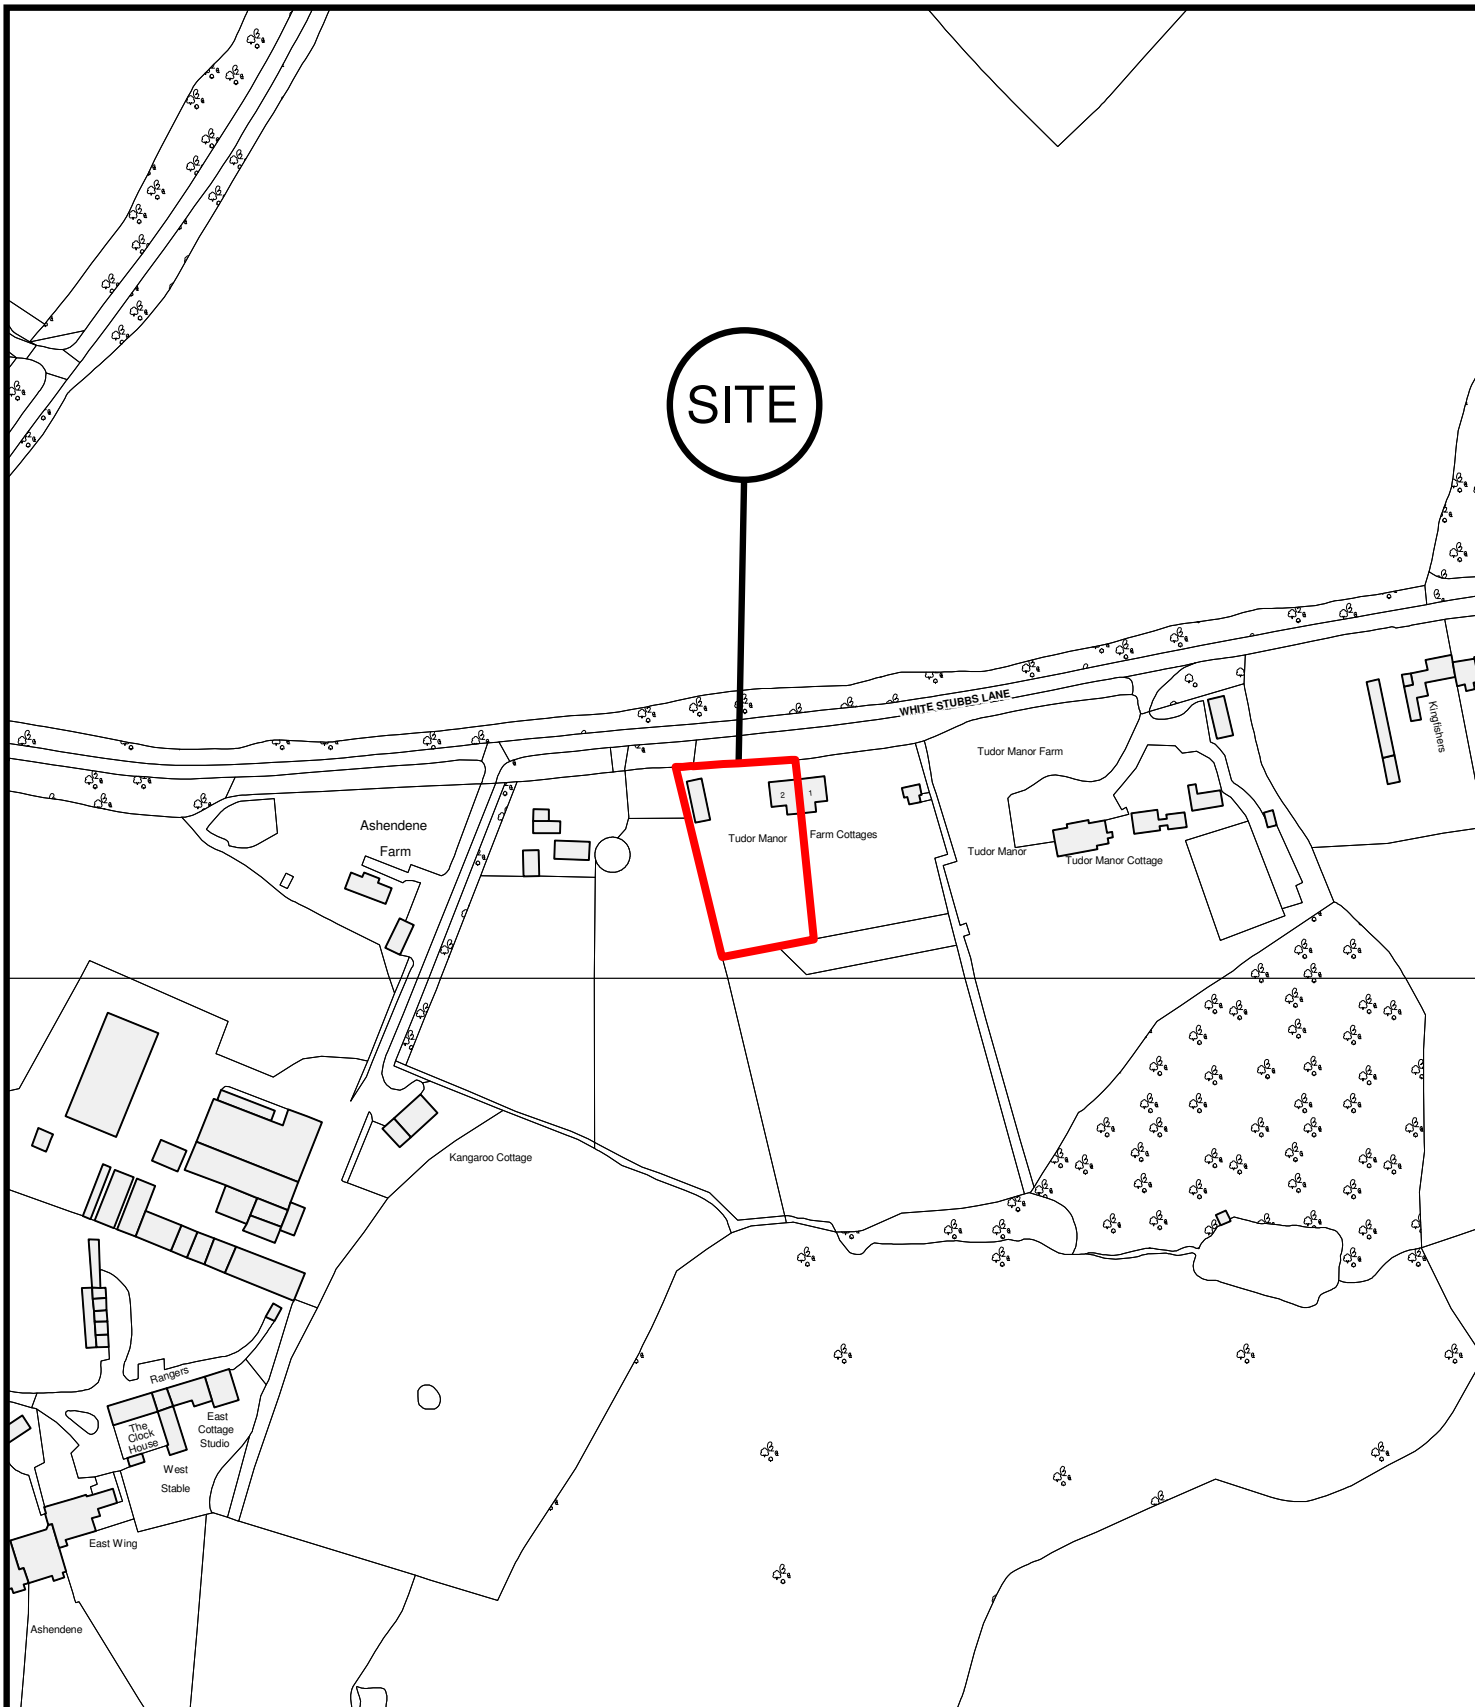 SITE
WHITE STUBBS LANE
Kingfishers
Tudor Manor Farm
2
1
Ashendene
Farm
Tudor Manor
Farm Cottages
Tudor Manor
Tudor Manor Cottage
Kangaroo Cottage
Rangers
The
Clock
House
East
Cottage
Studio
West
Stable
East Wing
Ashendene